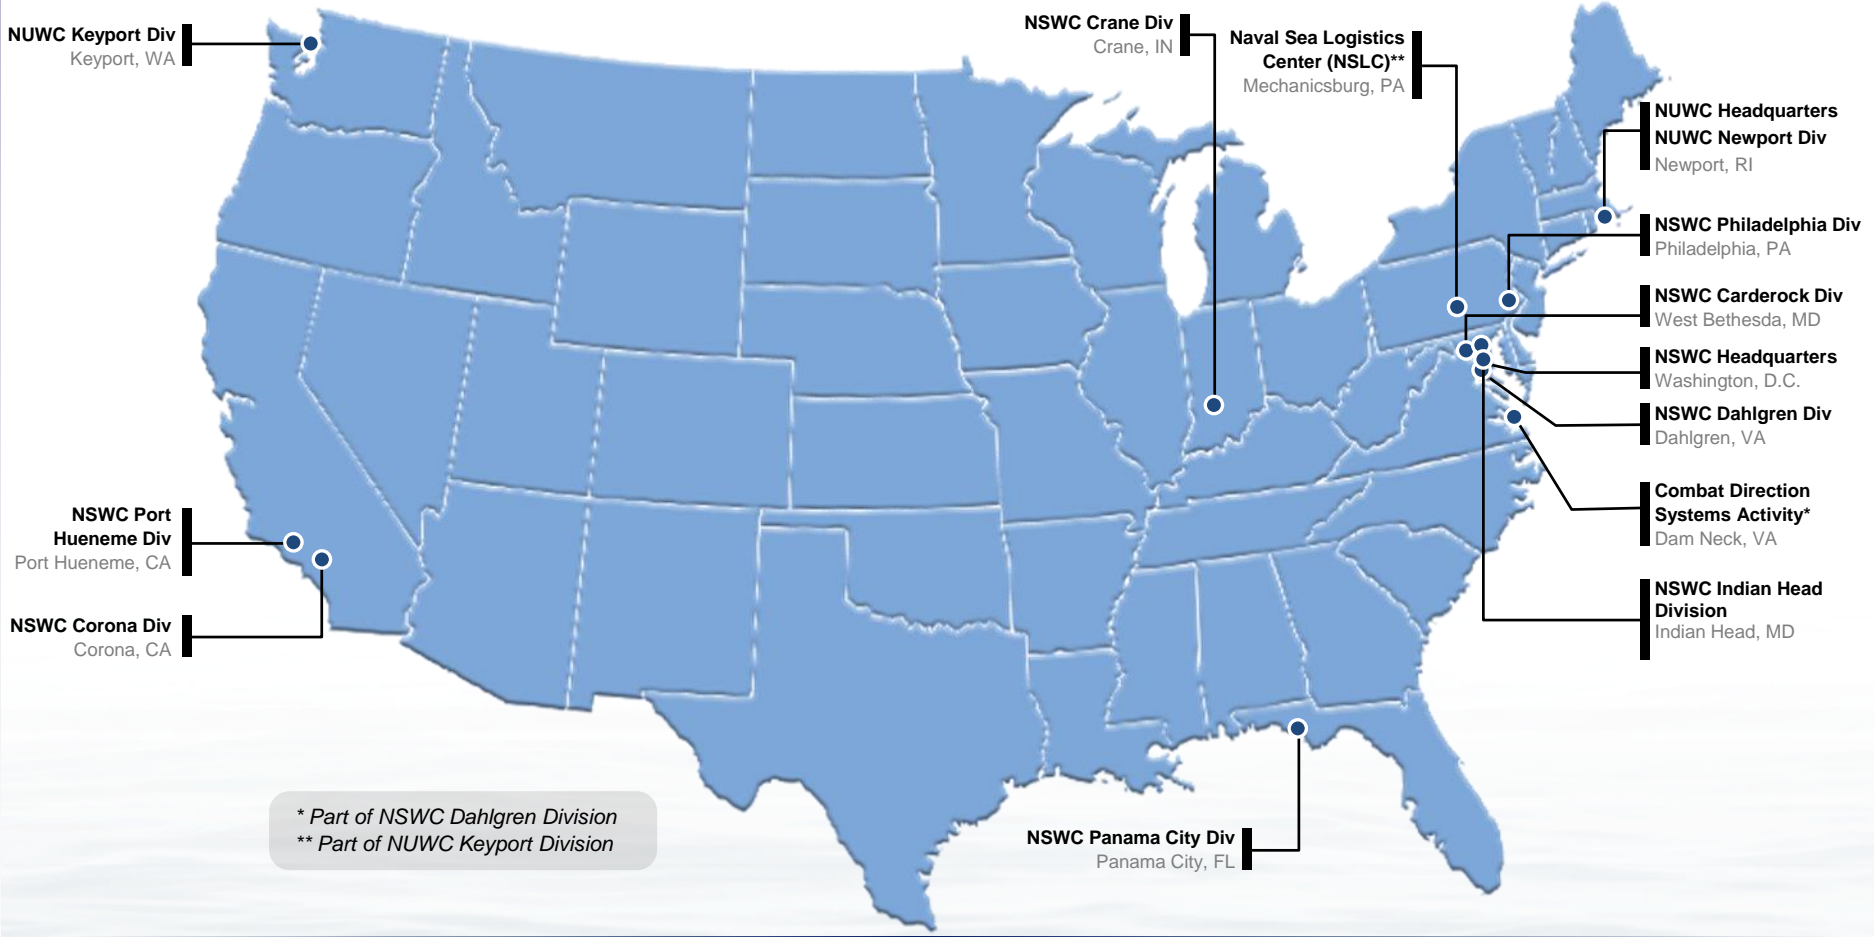 NUWC Keyport Div
Keyport, WA
NSWC Crane Div
Crane, IN
Naval Sea Logistics
Center (NSLC)**
Mechanicsburg, PA
NUWC Headquarters
NUWC Newport Div
Newport, RI
NSWC Philadelphia Div
Philadelphia, PA
NSWC Carderock Div
West Bethesda, MD
NSWC Headquarters
Washington, D.C.
NSWC Dahlgren Div
Dahlgren, VA
Combat Direction
Systems Activity*
Dam Neck, VA
NSWC Indian Head
Division
Indian Head, MD
NSWC Port
Hueneme Div
Port Hueneme, CA
NSWC Corona Div
Corona, CA
NSWC Panama City Div
Panama City, FL
* Part of NSWC Dahlgren Division
** Part of NUWC Keyport Division